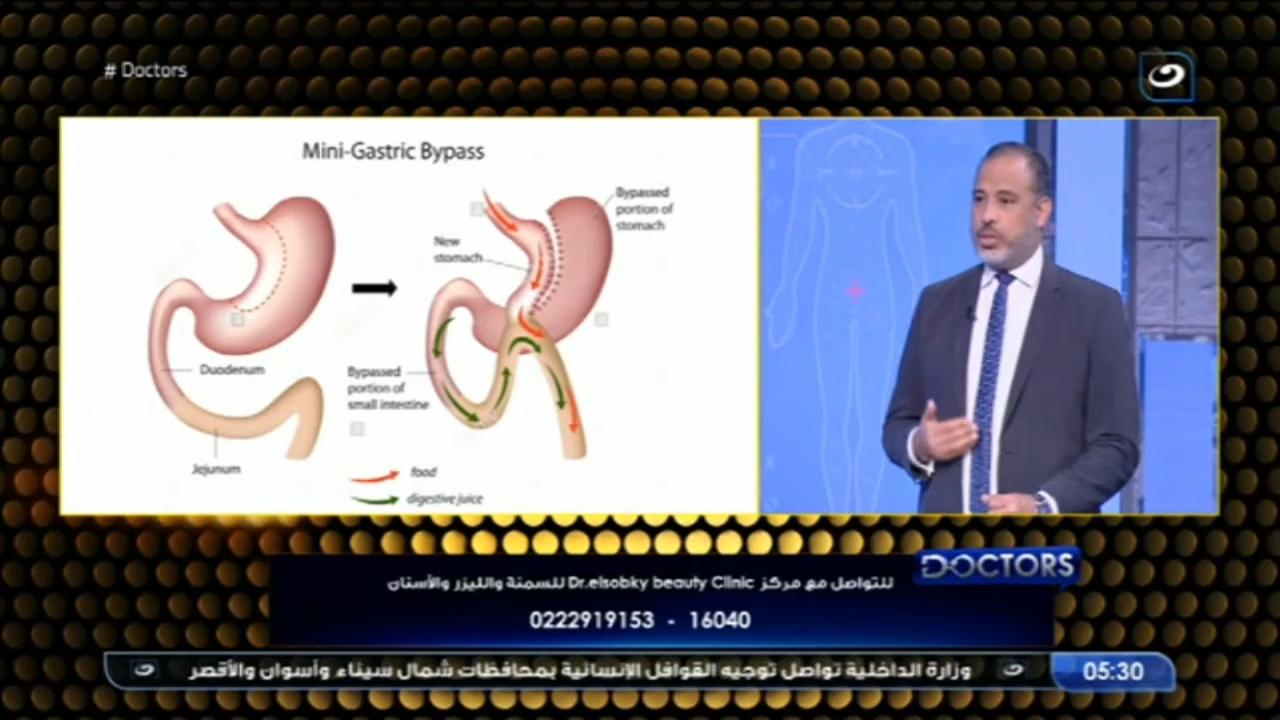 # Doctors
Mini-Gastric Bypass
Bypassed
portion of
stomach
New
stomach
Duodenum
Bypassed
portion of
small intestine
Jejunum
food
digestive juice
DOCTORS
للتواصل مع مركز Dr.elsobky beauty Clinic للسمنة والليزر والأسنان
0222919153 - 16040
وزارة الداخلية تواصل توجيه القوافل الإنسانية بمحافظات شمال سيناء وأسوان والأقصر
05:30